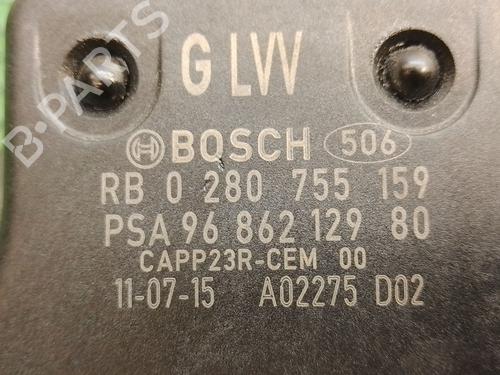 G LVV
BOSCH 506
RB 0 280 755 159
PSA 96 862 129 80
CAPP23R-CEM 00
11-07-15 A02275 D02
B-PARTS